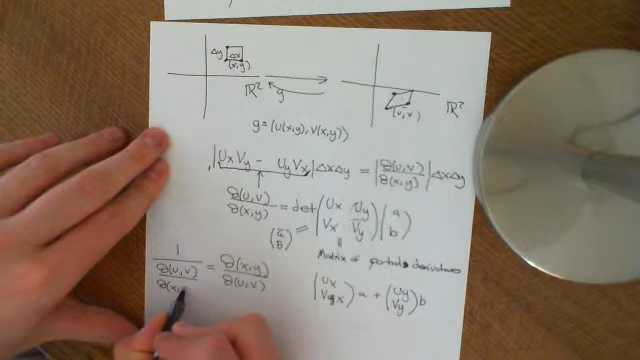 Δy Δx
(x,y)
ℝ² g ℝ²
(u,v)
g = (u(x,y), v(x,y))
|UxVy - UyVx|ΔxΔy = |∂(u,v)/∂(x,y)|ΔxΔy
∂(u,v)/∂(x,y) = det (Ux Uy / Vx Vy) (a / b)
Matrix of partial derivatives
1/(∂(u,v)/∂(x, = ∂(x,y)/∂(u,v)
(Ux / Vx)a + (Uy / Vy)b